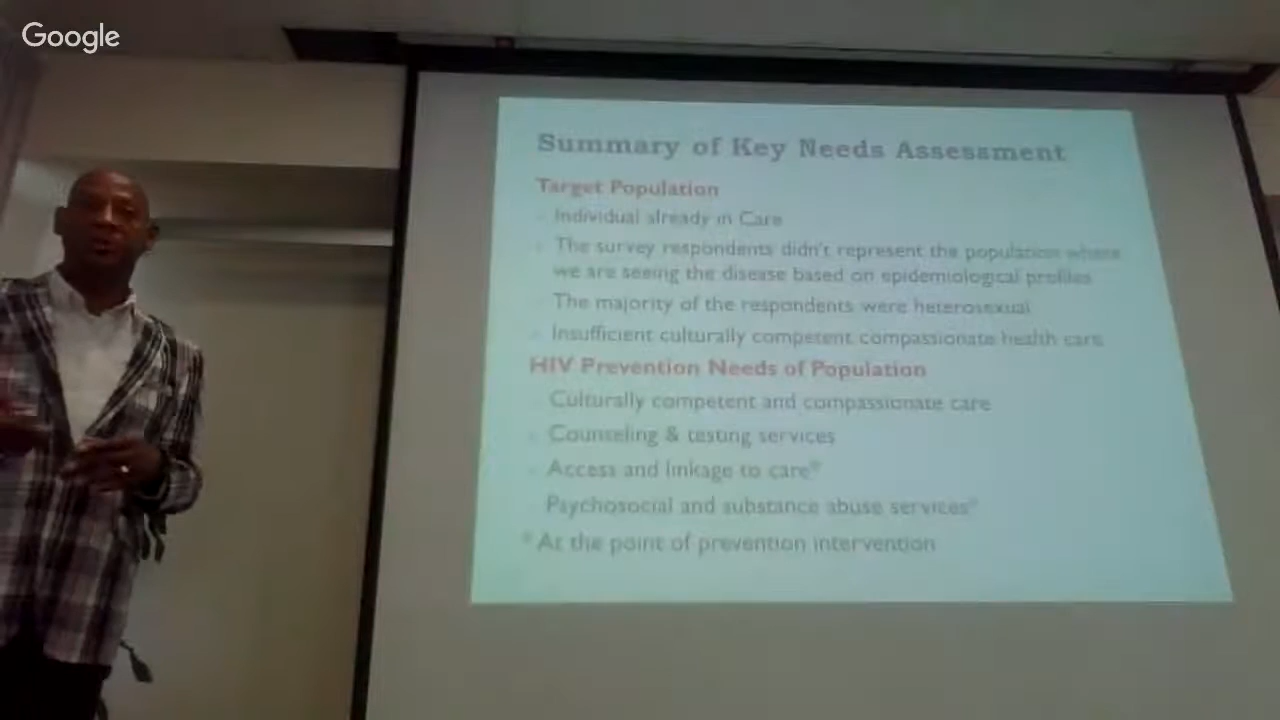 Google
Summary of Key Needs Assessment
Target Population
Individual already in Care
The survey respondents didn't represent the population where
we are seeing the disease based on epidemiological profiles
The majority of the respondents were heterosexual
Insufficient culturally competent compassionate health care
HIV Prevention Needs of Population
Culturally competent and compassionate care
Counseling & testing services
Access and linkage to care*
Psychosocial and substance abuse services*
* At the point of prevention intervention